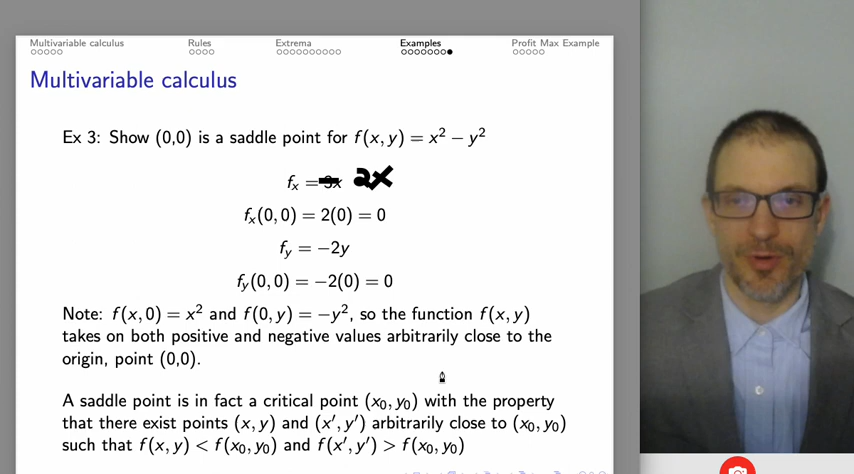 Multivariable calculus Rules Extrema Examples Profit Max Example
Multivariable calculus
Ex 3: Show (0,0) is a saddle point for f(x, y) = x² − y²
fₓ = 3x 2x
fₓ(0, 0) = 2(0) = 0
f_y = −2y
f_y(0, 0) = −2(0) = 0
Note: f(x, 0) = x² and f(0, y) = −y², so the function f(x, y)
takes on both positive and negative values arbitrarily close to the
origin, point (0,0).
A saddle point is in fact a critical point (x₀, y₀) with the property
that there exist points (x, y) and (x′, y′) arbitrarily close to (x₀, y₀)
such that f(x, y) < f(x₀, y₀) and f(x′, y′) > f(x₀, y₀)